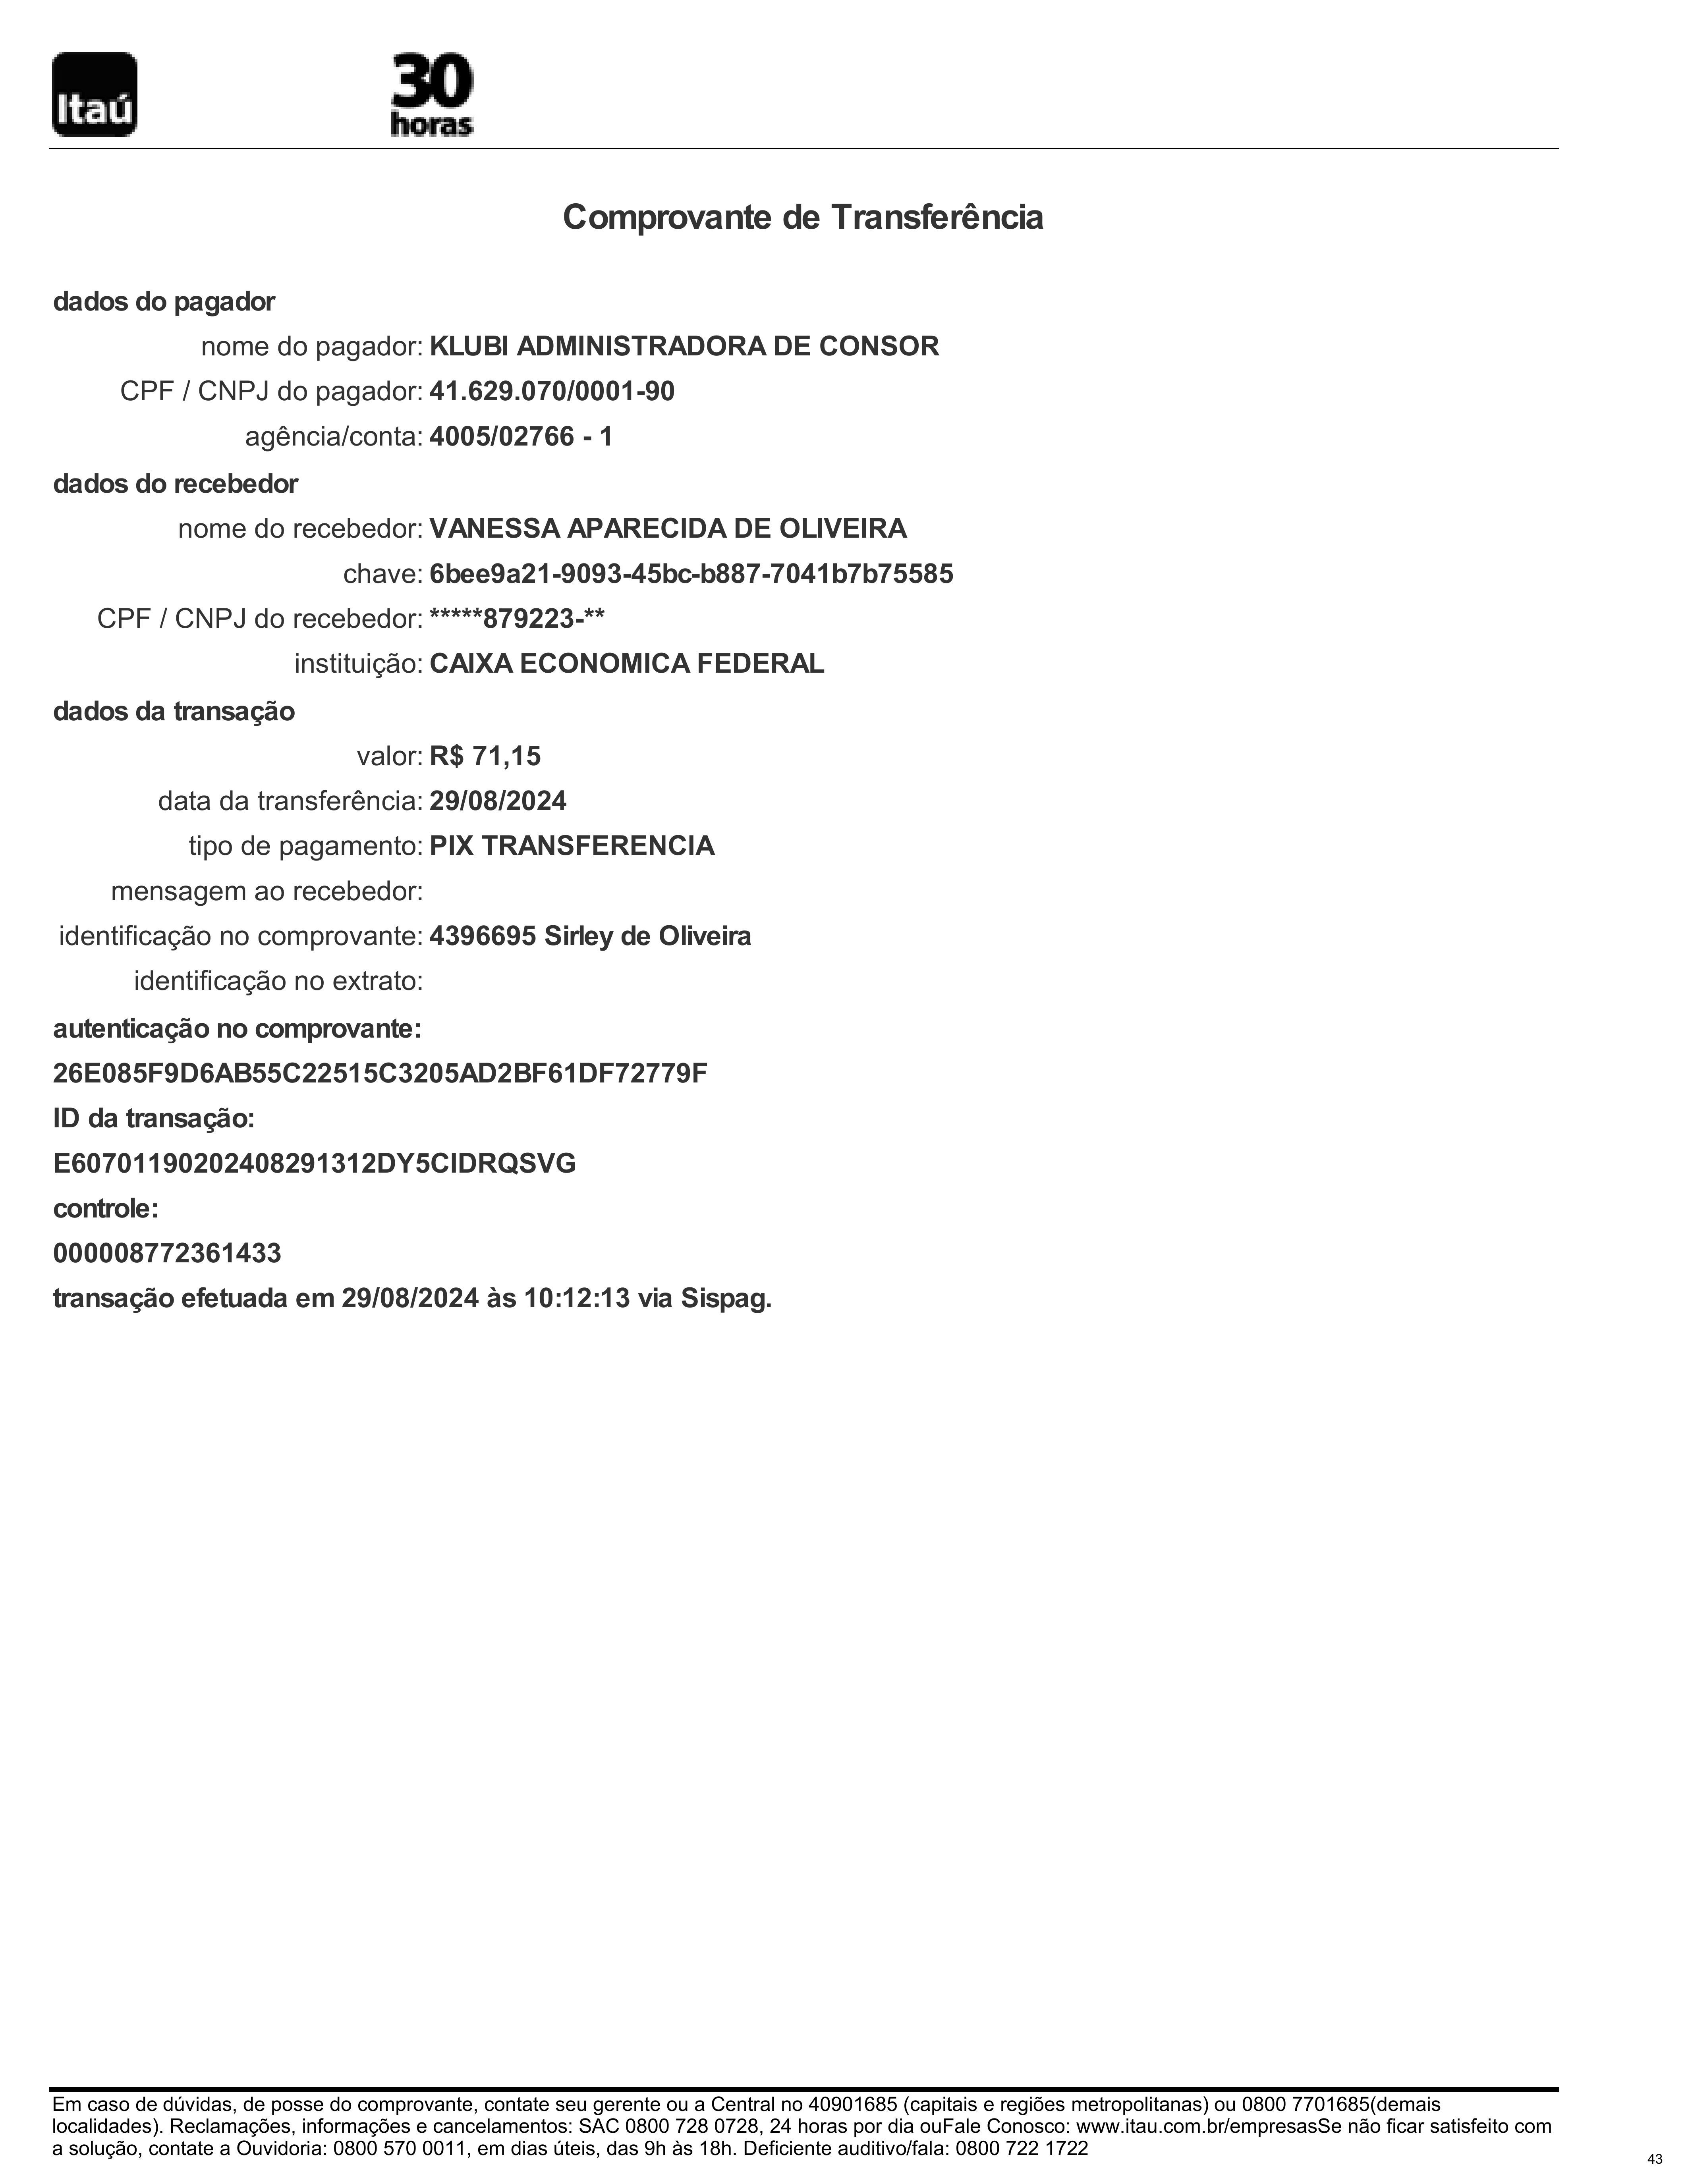 Itaú
30
horas
Comprovante de Transferência
dados do pagador
nome do pagador: KLUBI ADMINISTRADORA DE CONSOR
CPF / CNPJ do pagador: 41.629.070/0001-90
agência/conta: 4005/02766 - 1
dados do recebedor
nome do recebedor: VANESSA APARECIDA DE OLIVEIRA
chave: 6bee9a21-9093-45bc-b887-7041b7b75585
CPF / CNPJ do recebedor: *****879223-**
instituição: CAIXA ECONOMICA FEDERAL
dados da transação
valor: R$ 71,15
data da transferência: 29/08/2024
tipo de pagamento: PIX TRANSFERENCIA
mensagem ao recebedor:
identificação no comprovante: 4396695 Sirley de Oliveira
identificação no extrato:
autenticação no comprovante:
26E085F9D6AB55C22515C3205AD2BF61DF72779F
ID da transação:
E60701190202408291312DY5CIDRQSVG
controle:
000008772361433
transação efetuada em 29/08/2024 às 10:12:13 via Sispag.
Em caso de dúvidas, de posse do comprovante, contate seu gerente ou a Central no 40901685 (capitais e regiões metropolitanas) ou 0800 7701685(demais
localidades). Reclamações, informações e cancelamentos: SAC 0800 728 0728, 24 horas por dia ouFale Conosco: www.itau.com.br/empresasSe não ficar satisfeito com
a solução, contate a Ouvidoria: 0800 570 0011, em dias úteis, das 9h às 18h. Deficiente auditivo/fala: 0800 722 1722
43